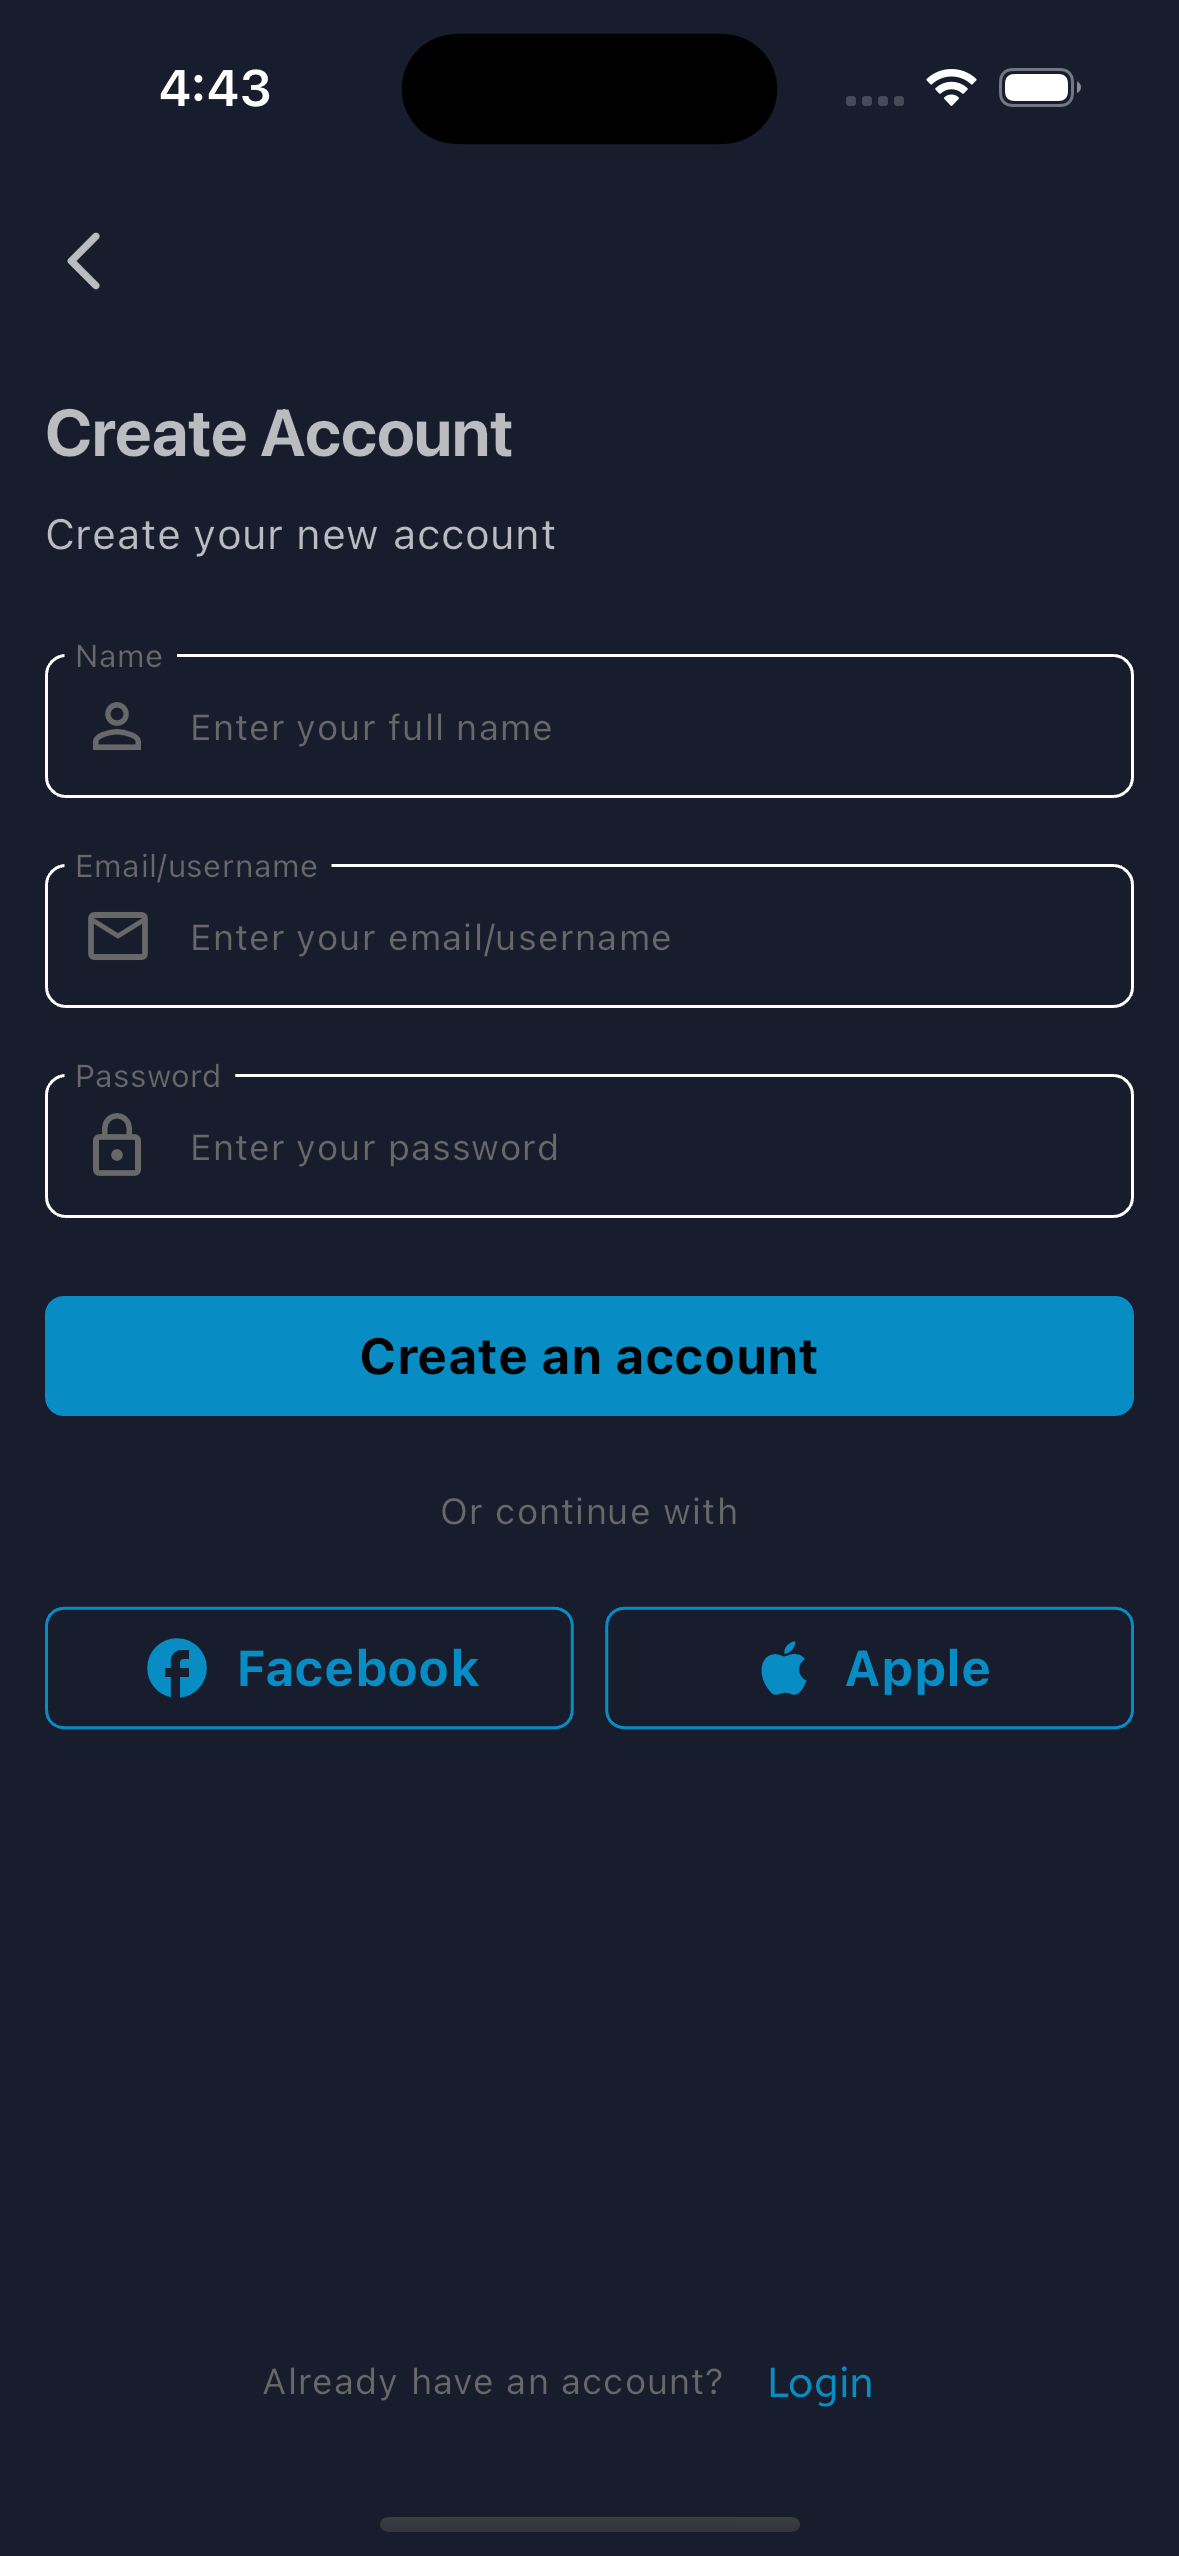 4:43
Create Account
Create your new account
Name
Enter your full name
Email/username
Enter your email/username
Password
Enter your password
Create an account
Or continue with
Facebook
Apple
Already have an account? Login